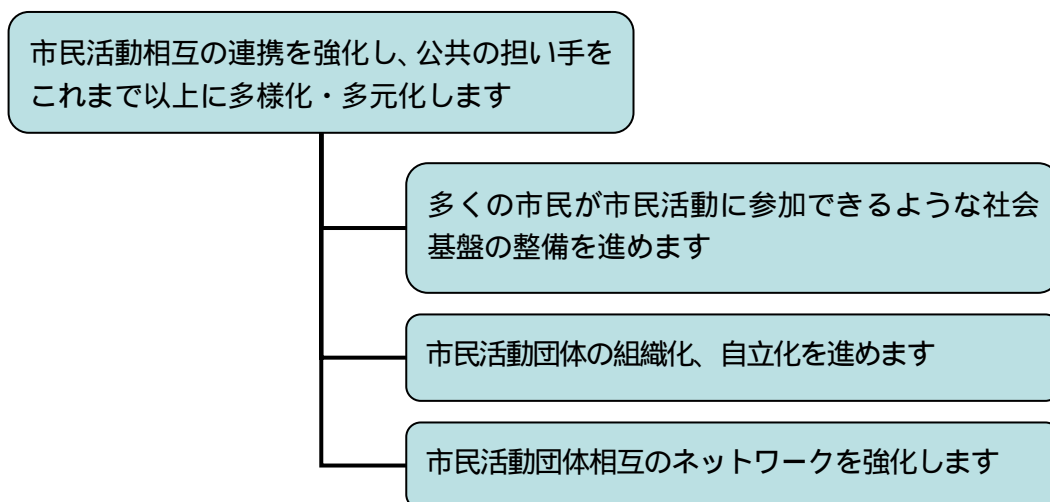 市民活動相互の連携を強化し、公共の担い手を
これまで以上に多様化・多元化します
多くの市民が市民活動に参加できるような社会
基盤の整備を進めます
市民活動団体の組織化、自立化を進めます
市民活動団体相互のネットワークを強化します